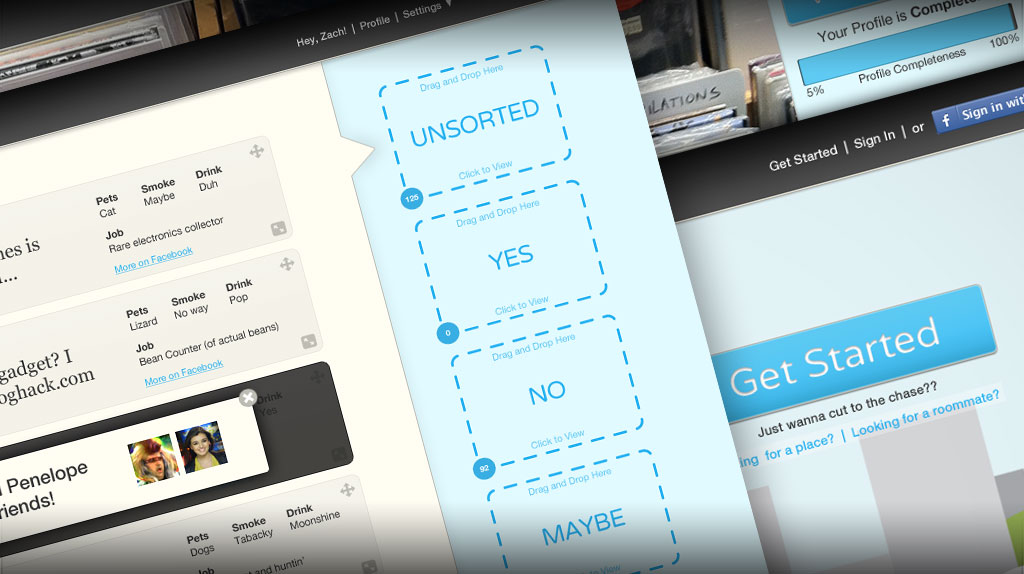 Hey, Zach! | Profile | Settings
Pets
Cat
Smoke
Maybe
Drink
Duh
Job
Rare electronics collector
More on Facebook
is
Pets
Lizard
Smoke
No way
Drink
Pop
Job
Bean Counter (of actual beans)
More on Facebook
gadget? I
oghack.com
Drink
Yes
Penelope
riends!
Pets
Dogs
Smoke
Tabacky
Drink
Moonshine
Job
and huntin'
Drag and Drop Here
UNSORTED
Click to View
125
Drag and Drop Here
YES
Click to View
0
Drag and Drop Here
NO
Click to View
92
Drag and Drop Here
MAYBE
Click to View
Your Profile is Comple
5%
Profile Completeness
100%
ILATIONS
Get Started | Sign In | or
f Sign in wit
Get Started
Just wanna cut to the chase??
ing for a place? | Looking for a roommate?